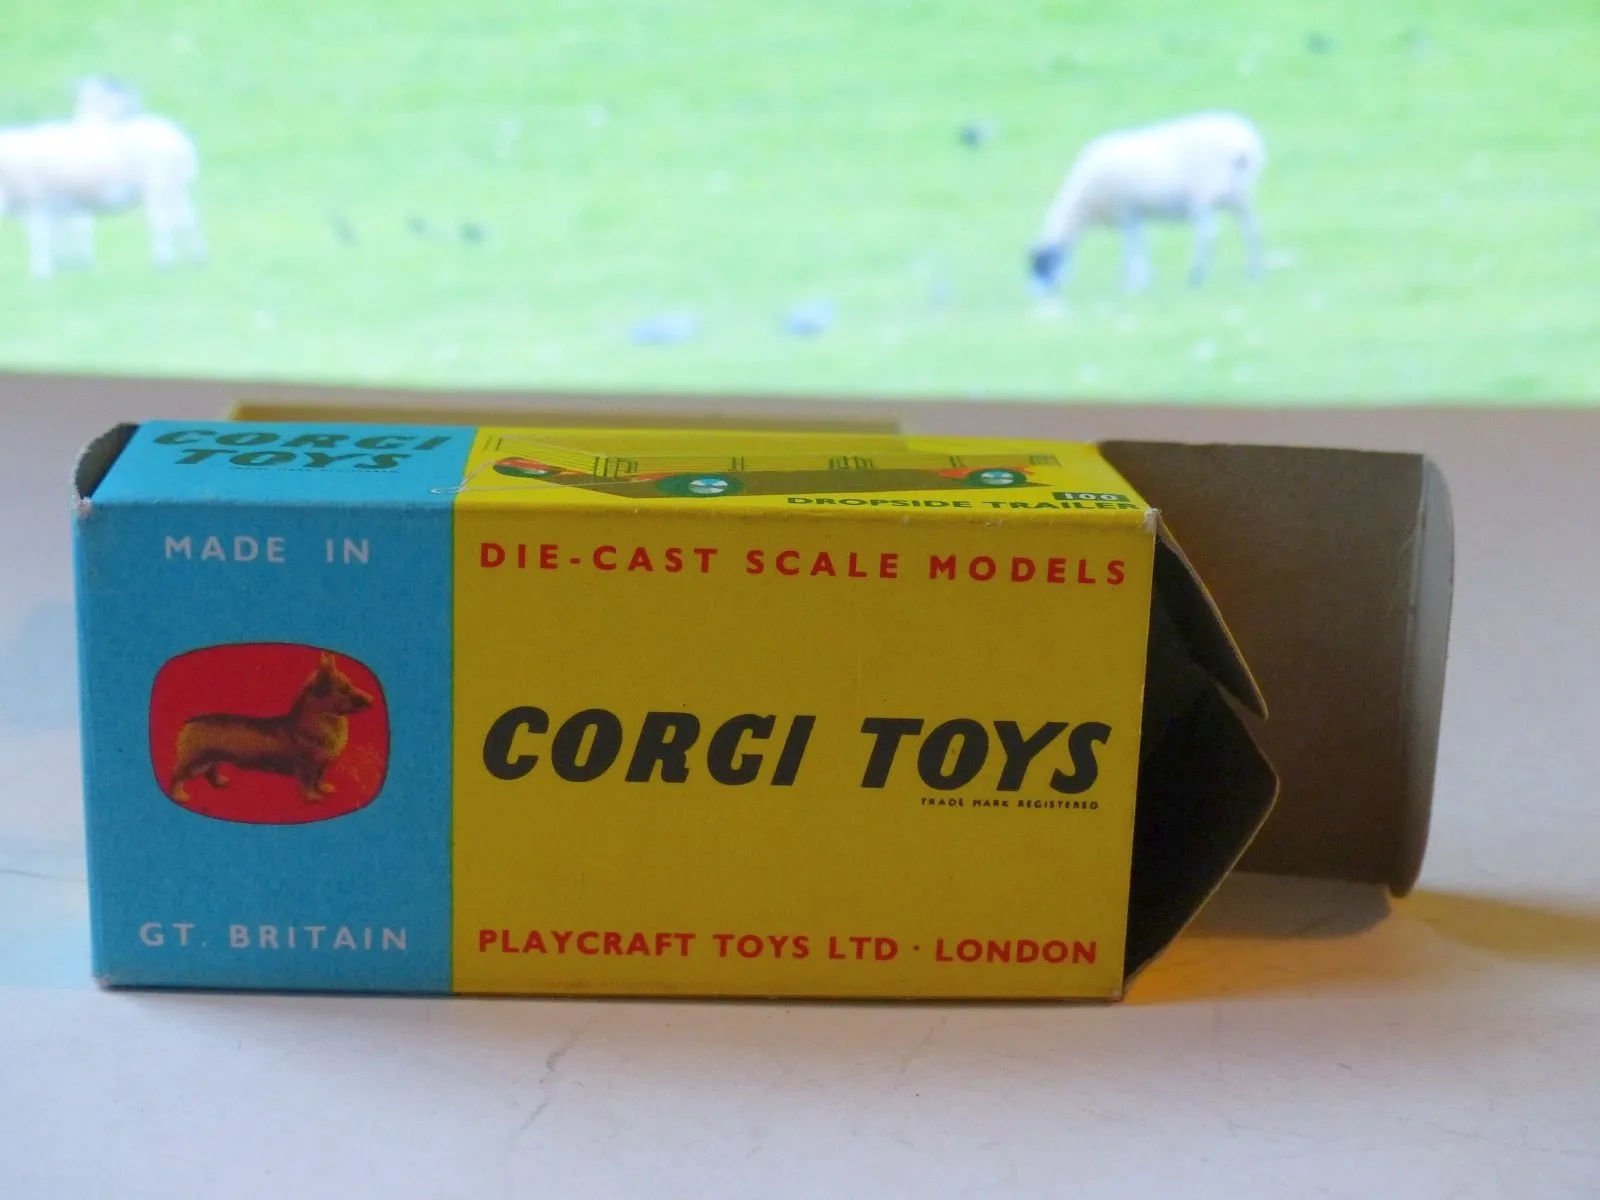 CORGI
TOYS
100
DROPSIDE TRAILER
MADE IN
GT. BRITAIN
DIE-CAST SCALE MODELS
CORGI TOYS
TRADE MARK REGISTERED
PLAYCRAFT TOYS LTD · LONDON